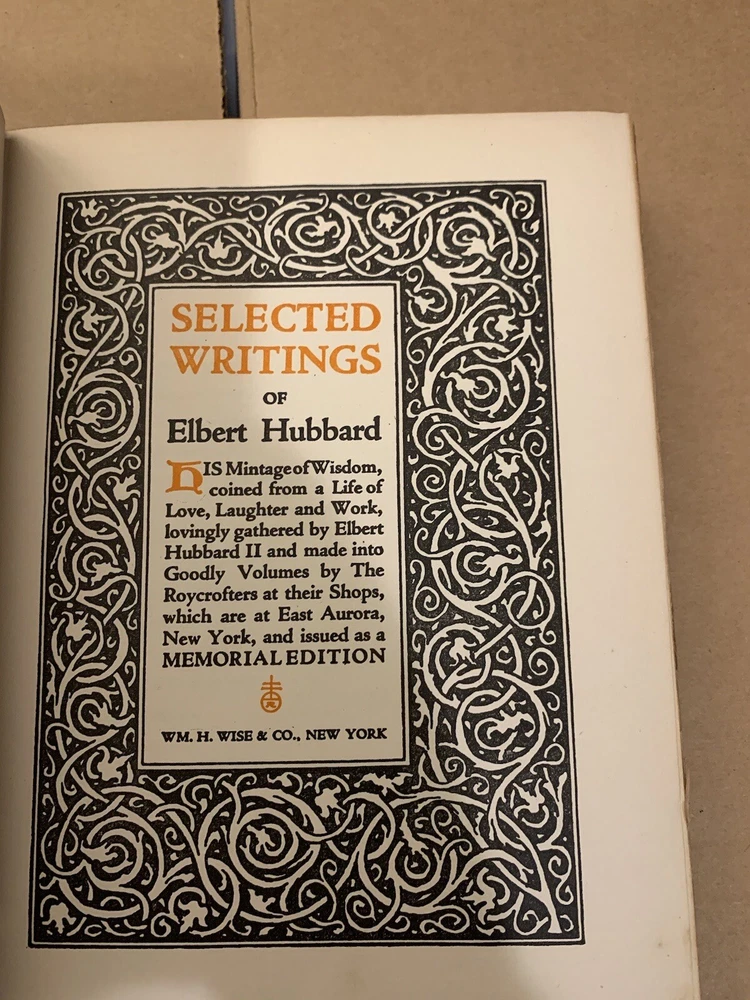 SELECTED
WRITINGS
OF
Elbert Hubbard
HIS Mintage of Wisdom,
coined from a Life of
Love, Laughter and Work,
lovingly gathered by Elbert
Hubbard II and made into
Goodly Volumes by The
Roycrofters at their Shops,
which are at East Aurora,
New York, and issued as a
MEMORIAL EDITION
R
WM. H. WISE & CO., NEW YORK